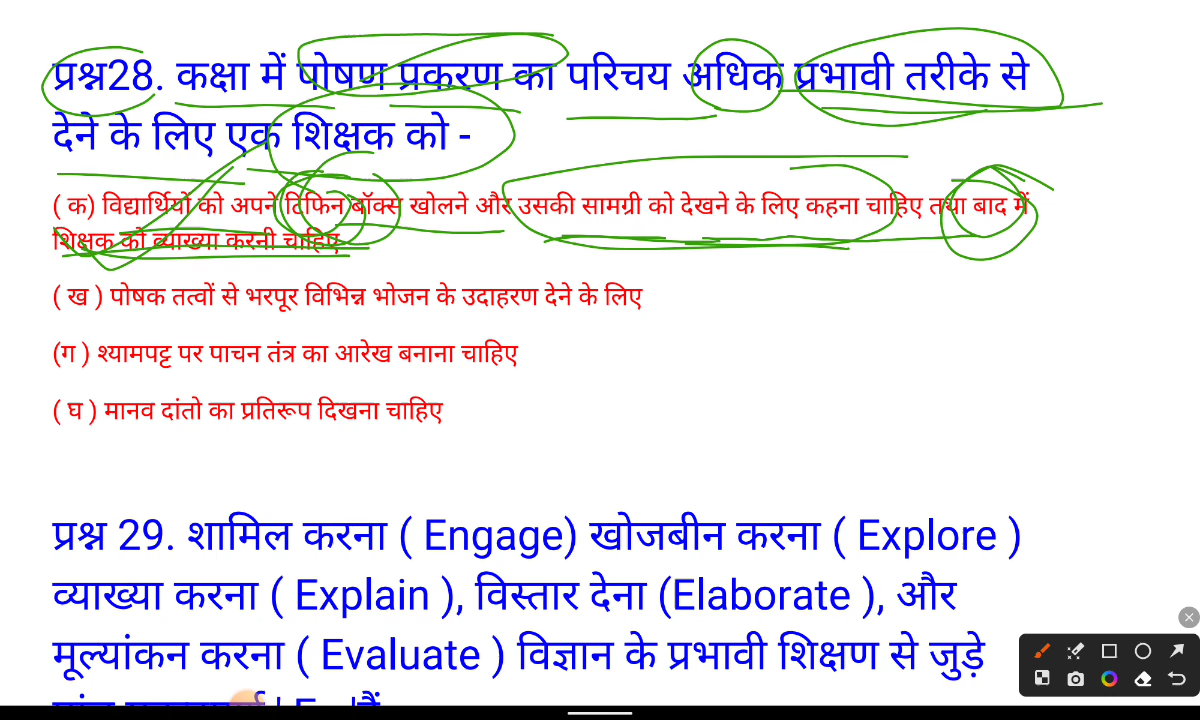 प्रश्न28. कक्षा में पोषण प्रकरण का परिचय अधिक प्रभावी तरीके से
देने के लिए एक शिक्षक को -
( क) विद्यार्थियों को अपने टिफिन बॉक्स खोलने और उसकी सामग्री को देखने के लिए कहना चाहिए तथा बाद में
शिक्षक को व्याख्या करनी चाहिए
( ख ) पोषक तत्वों से भरपूर विभिन्न भोजन के उदाहरण देने के लिए
(ग ) श्यामपट्ट पर पाचन तंत्र का आरेख बनाना चाहिए
( घ ) मानव दांतो का प्रतिरूप दिखना चाहिए
प्रश्न 29. शामिल करना ( Engage) खोजबीन करना ( Explore )
व्याख्या करना ( Explain ), विस्तार देना (Elaborate ), और
मूल्यांकन करना ( Evaluate ) विज्ञान के प्रभावी शिक्षण से जुड़े